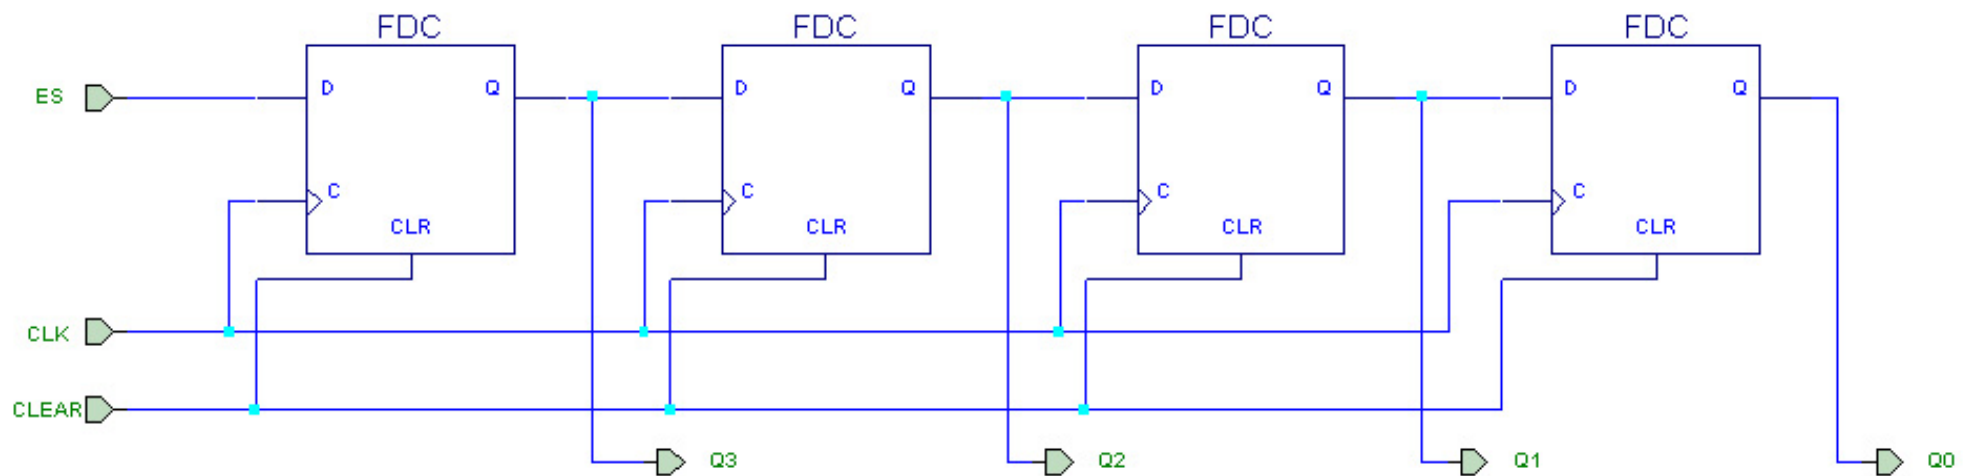 FDC FDC FDC FDC
ES D Q D Q D Q D Q
C C C C
CLR CLR CLR CLR
CLK
CLEAR
Q3 Q2 Q1 Q0